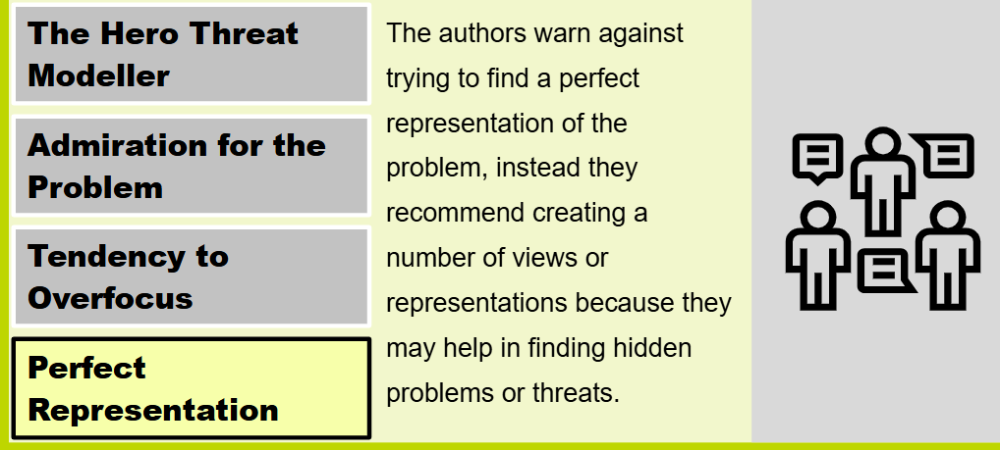 The Hero Threat
Modeller
Admiration for the
Problem
Tendency to
Overfocus
Perfect
Representation
The authors warn against
trying to find a perfect
representation of the
problem, instead they
recommend creating a
number of views or
representations because they
may help in finding hidden
problems or threats.